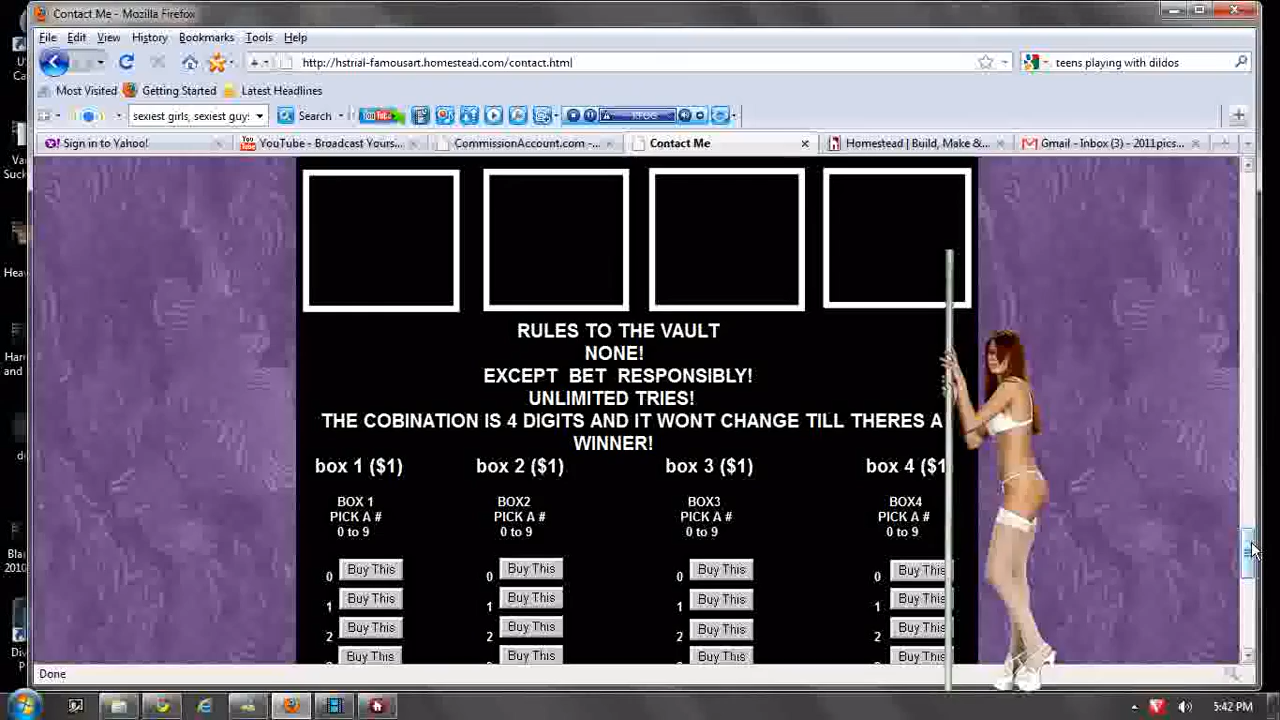 Contact Me - Mozilla Firefox
File Edit View History Bookmarks Tools Help
http://hstrial-famousart.homestead.com/contact.html teens playing with dildos
Most Visited Getting Started Latest Headlines
sexiest girls, sexiest guy Search YouTube
Sign in to Yahoo! YouTube - Broadcast Yours... CommissionAccount.com -... Contact Me Homestead | Build, Make &... Gmail - Inbox (3) - 2011pics...
RULES TO THE VAULT
NONE!
EXCEPT BET RESPONSIBLY!
UNLIMITED TRIES!
THE COBINATION IS 4 DIGITS AND IT WONT CHANGE TILL THERES A
WINNER!
box 1 ($1) box 2 ($1) box 3 ($1) box 4 ($1
BOX 1 BOX2 BOX3 BOX4
PICK A # PICK A # PICK A # PICK A #
0 to 9 0 to 9 0 to 9 0 to 9
0 Buy This 0 Buy This 0 Buy This 0 Buy This
1 Buy This 1 Buy This 1 Buy This 1 Buy This
2 Buy This 2 Buy This 2 Buy This 2 Buy This
Buy This Buy This Buy This Buy This
Done
5:42 PM